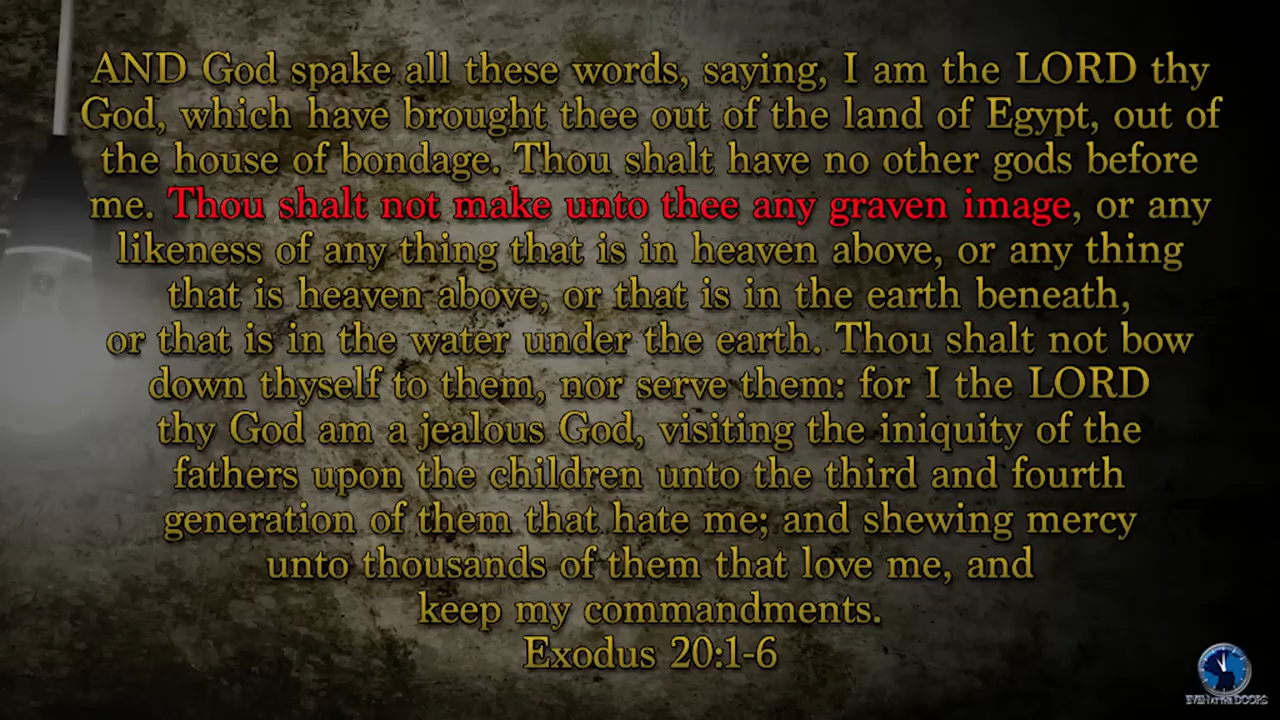 AND God spake all these words, saying, I am the LORD thy
God, which have brought thee out of the land of Egypt, out of
the house of bondage. Thou shalt have no other gods before
me. Thou shalt not make unto thee any graven image, or any
likeness of any thing that is in heaven above, or any thing
that is heaven above, or that is in the earth beneath,
or that is in the water under the earth. Thou shalt not bow
down thyself to them, nor serve them: for I the LORD
thy God am a jealous God, visiting the iniquity of the
fathers upon the children unto the third and fourth
generation of them that hate me; and shewing mercy
unto thousands of them that love me, and
keep my commandments.
Exodus 20:1-6
EVEN AT THE DOORS